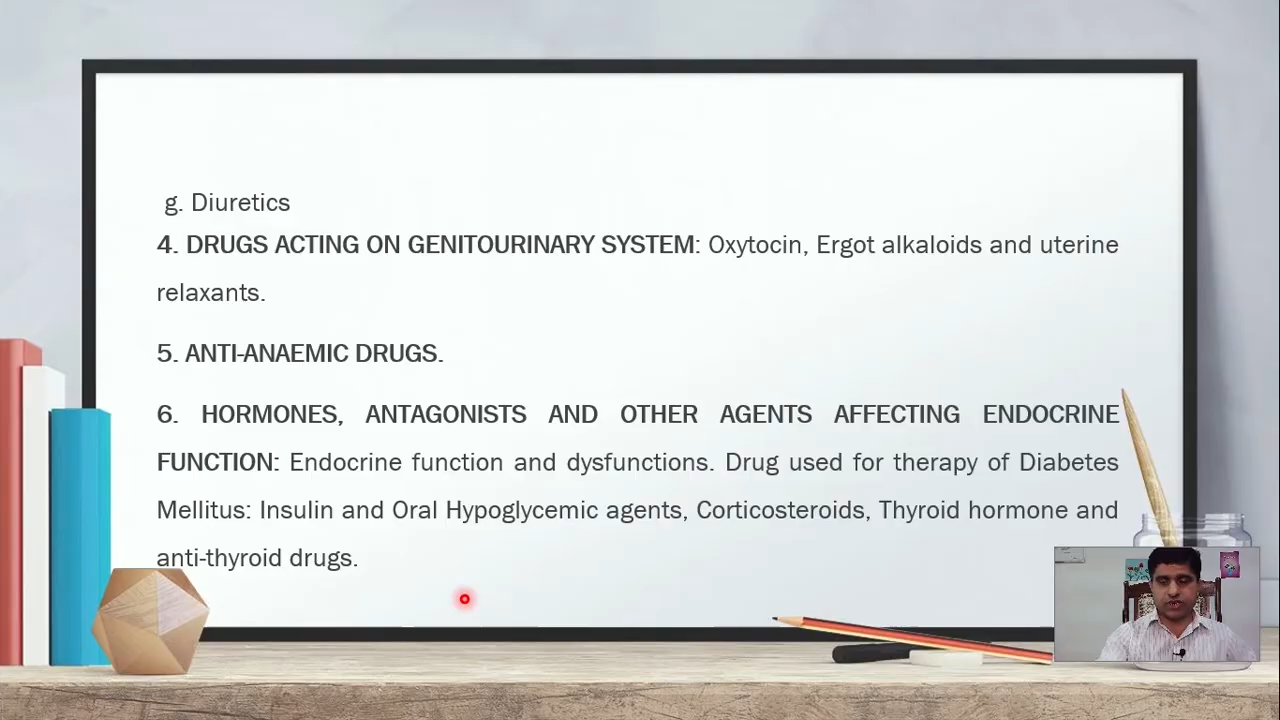 g. Diuretics
4. DRUGS ACTING ON GENITOURINARY SYSTEM: Oxytocin, Ergot alkaloids and uterine
relaxants.
5. ANTI-ANAEMIC DRUGS.
6. HORMONES, ANTAGONISTS AND OTHER AGENTS AFFECTING ENDOCRINE
FUNCTION: Endocrine function and dysfunctions. Drug used for therapy of Diabetes
Mellitus: Insulin and Oral Hypoglycemic agents, Corticosteroids, Thyroid hormone and
anti-thyroid drugs.